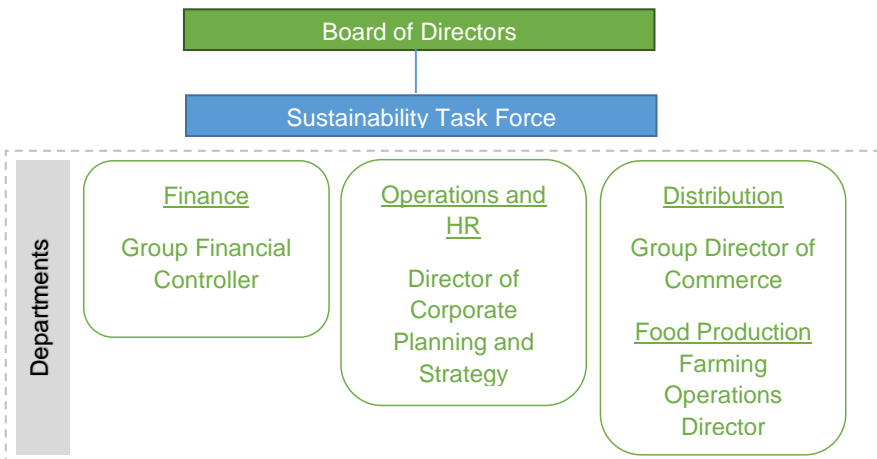 Board of Directors
Sustainability Task Force
Departments
Finance
Group Financial
Controller
Operations and
HR
Director of
Corporate
Planning and
Strategy
Distribution
Group Director of
Commerce
Food Production
Farming
Operations
Director